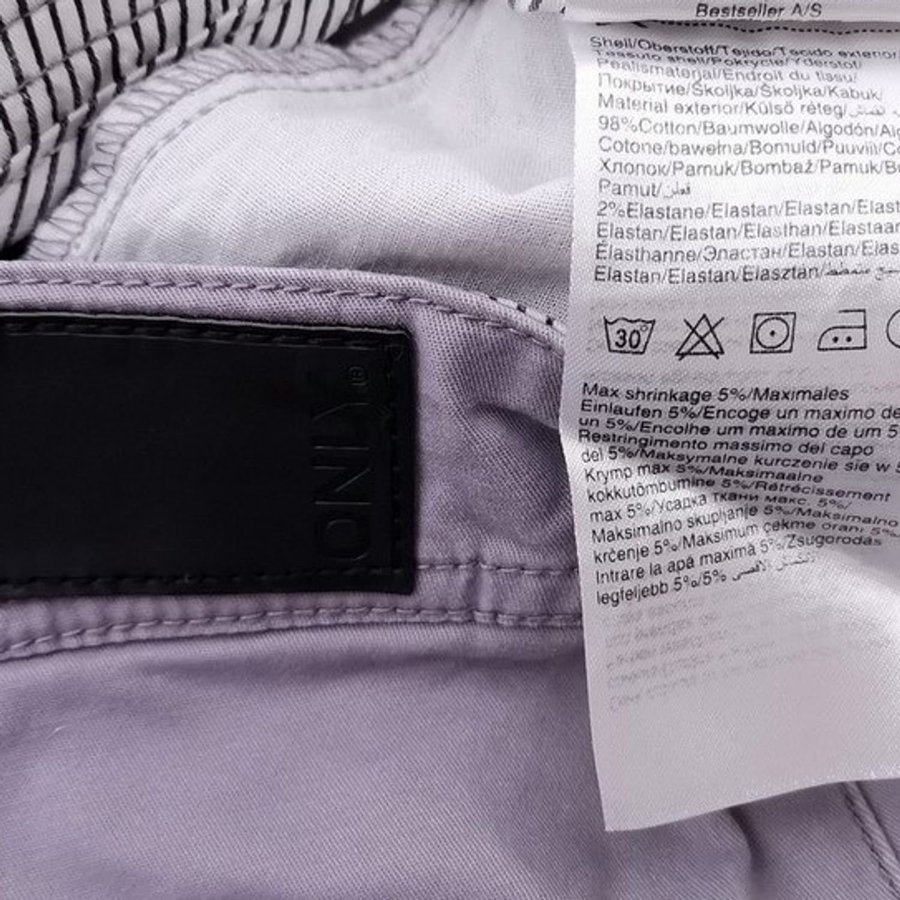 Bestseller A/S
Shell/Oberstoff/Tejido/Tecido exterior/
Tessuto shell/Pokrycie/Yderstof/
Pealismaterjal/Endroit du tissu/
Покрытие/Školjka/Školjka/Kabuk/
Material exterior/Külső réteg/
98%Cotton/Baumwolle/Algodón/Alg
Cotone/bawełna/Bomuld/Puuvill/Co
Хлопок/Pamuk/Bombaž/Pamuk/Bu
Pamut/قطن
2%Elastane/Elastan/Elastan/Elast
Elastan/Elastan/Elasthan/Elastaan
Élasthanne/Эластан/Elastan/Elas
Elastan/Elastan/Elasztán/
30°
Max shrinkage 5%/Maximales
Einlaufen 5%/Encoge un maximo de
un 5%/Encolhe um maximo de um 5
Restringimento massimo del capo
del 5%/Maksymalne kurczenie sie w 5
Krymp max 5%/Maksimaalne
kokkutõmbumine 5%/Rétrécissement
max 5%/Усадка ткани макс. 5%/
Maksimalno skupljanje 5%/Maksimalno
krčenje 5%/Maksimum çekme oranı 5%
Intrare la apă maximă 5%/Zsugorodás
legfeljebb 5%/5%
ONLY®